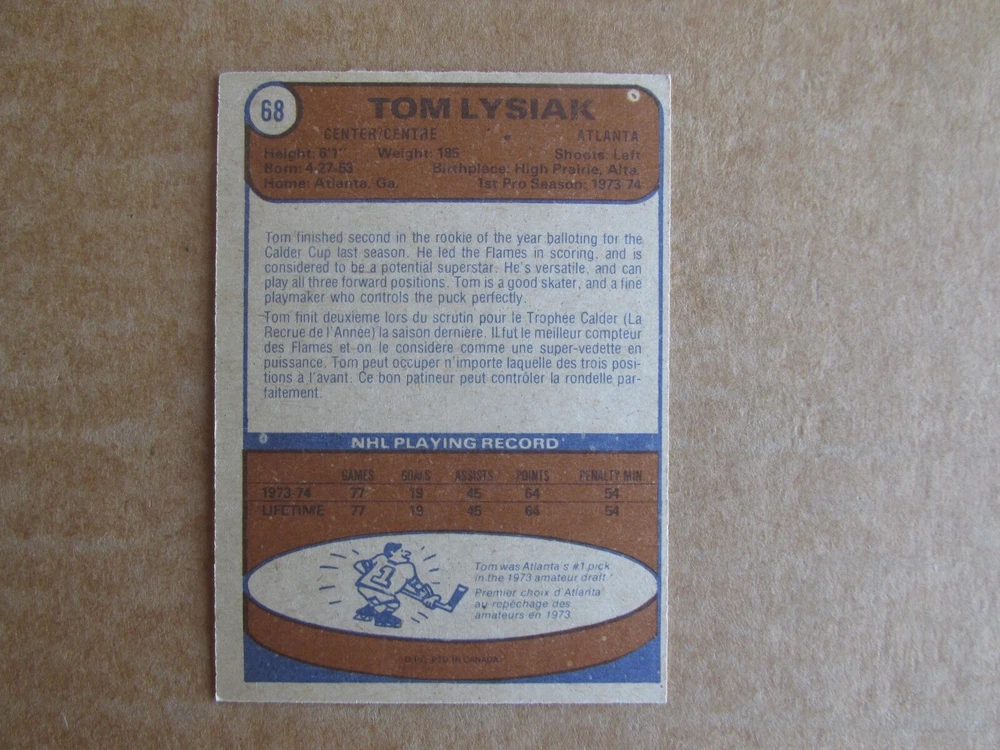 68
TOM LYSIAK
CENTER/CENTRE ATLANTA
Height: 6'1" Weight: 185 Shoots: Left
Born: 4-27-53 Birthplace: High Prairie, Alta.
Home: Atlanta, Ga. 1st Pro Season: 1973-74
Tom finished second in the rookie of the year balloting for the
Calder Cup last season. He led the Flames in scoring, and is
considered to be a potential superstar. He's versatile, and can
play all three forward positions. Tom is a good skater, and a fine
playmaker who controls the puck perfectly.
Tom finit deuxième lors du scrutin pour le Trophée Calder (La
Recrue de l'Année) la saison dernière. Il fut le meilleur compteur
des Flames et on le considère comme une super-vedette en
puissance. Tom peut occuper n'importe laquelle des trois posi-
tions à l'avant. Ce bon patineur peut contrôler la rondelle par-
faitement.
NHL PLAYING RECORD
GAMES GOALS ASSISTS POINTS PENALTY MIN.
1973-74 77 19 45 64 54
LIFETIME 77 19 45 64 54
1
Tom was Atlanta's #1 pick
in the 1973 amateur draft.
Premier choix d'Atlanta
au repêchage des
amateurs en 1973.
O.P.C. PTD. IN CANADA